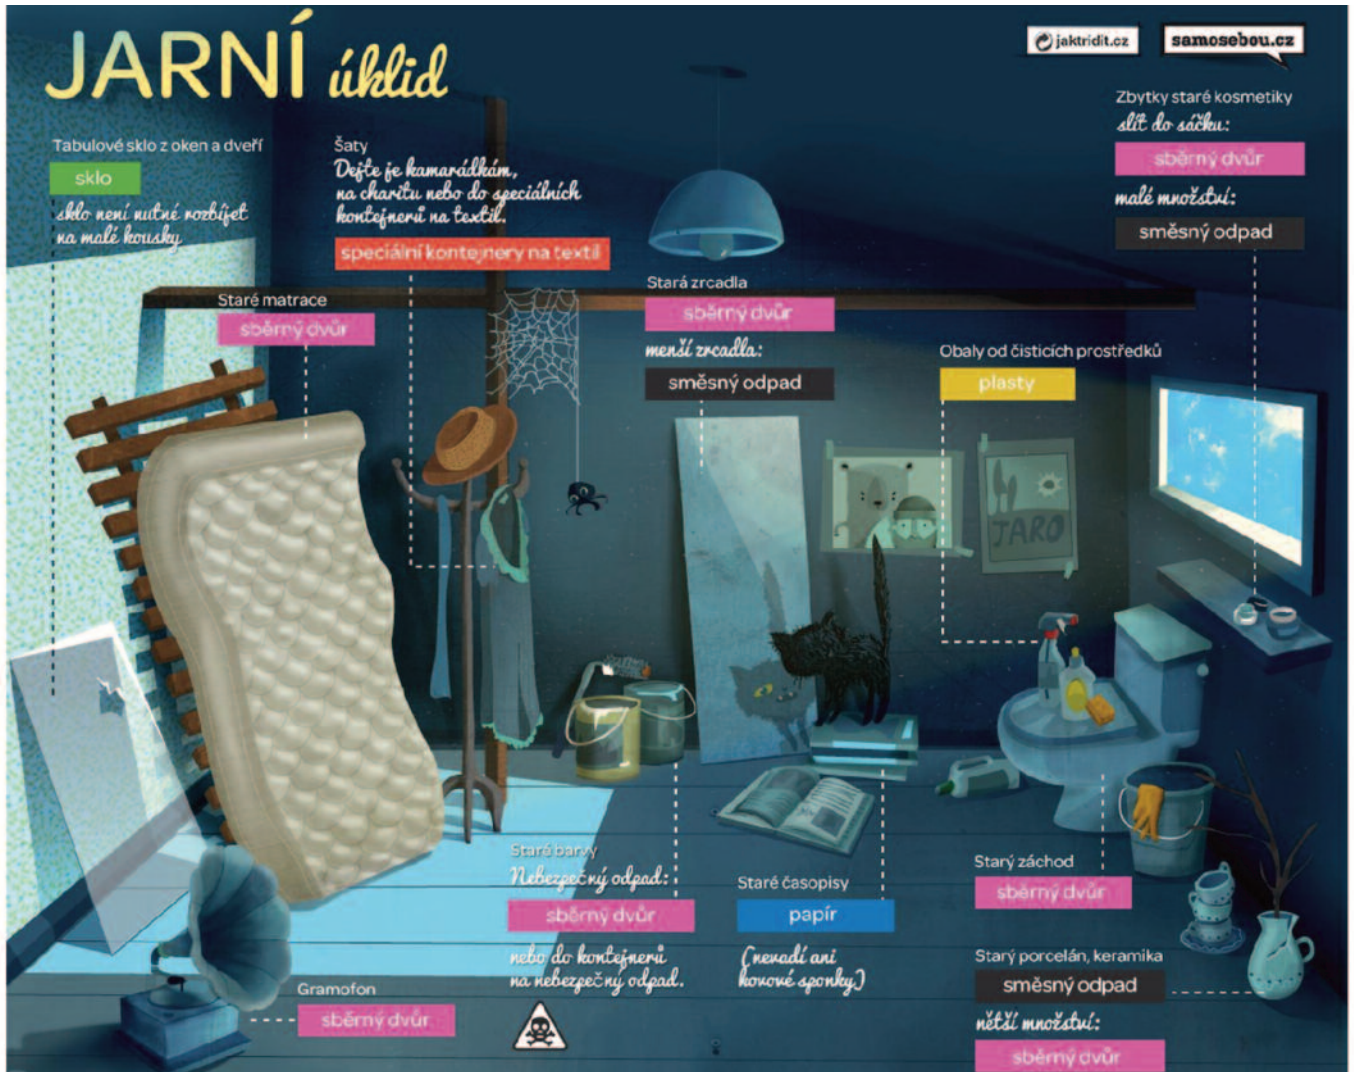 JARNÍ úklid
jaktridit.cz
samosebou.cz
Tabulové sklo z oken a dveří
sklo
sklo není nutné rozbíjet
na malé kousky
Šaty
Dejte je kamarádkám,
na charitu nebo do speciálních
kontejnerů na textil.
speciální kontejnery na textil
Zbytky staré kosmetiky
slít do sáčku:
sběrný dvůr
malé množství:
směsný odpad
Staré matrace
sběrný dvůr
Stará zrcadla
sběrný dvůr
menší zrcadla:
směsný odpad
Obaly od čisticích prostředků
plasty
JARO
Staré barvy
Nebezpečný odpad:
sběrný dvůr
nebo do kontejnerů
na nebezpečný odpad.
Staré časopisy
papír
(nevadí ani
kovové sponky)
Starý záchod
sběrný dvůr
Starý porcelán, keramika
směsný odpad
větší množství:
sběrný dvůr
Gramofon
sběrný dvůr